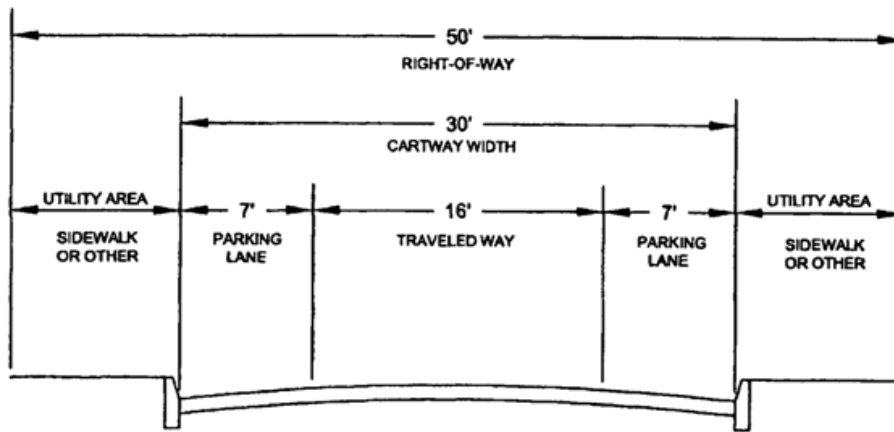 50'
RIGHT-OF-WAY
30'
CARTWAY WIDTH
UTILITY AREA
7'
16'
7'
UTILITY AREA
SIDEWALK
OR OTHER
PARKING
LANE
TRAVELED WAY
PARKING
LANE
SIDEWALK
OR OTHER